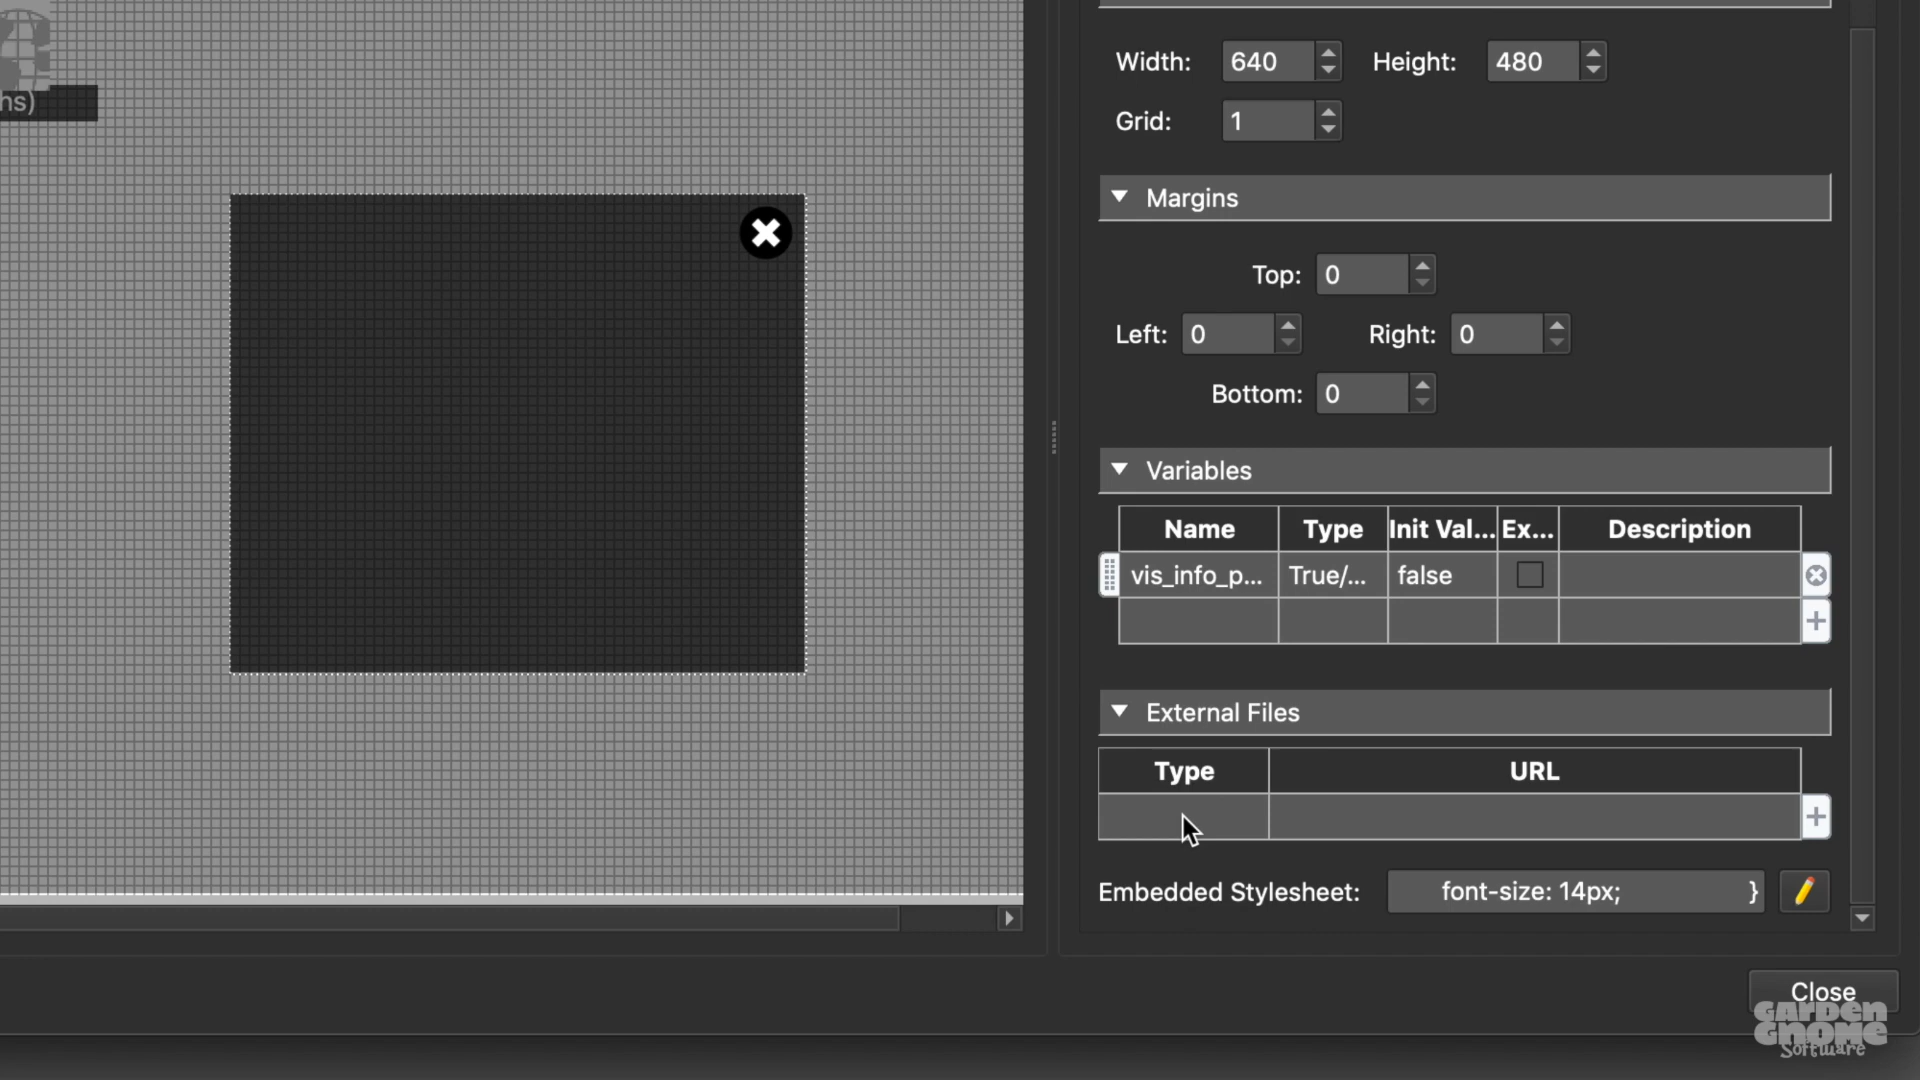 hs)
Width: 640 Height: 480
Grid: 1
Margins
Top: 0
Left: 0 Right: 0
Bottom: 0
Variables
Name Type Init Val... Ex... Description
vis_info_p... True/... false
External Files
Type URL
Embedded Stylesheet: font-size: 14px; }
Close
GARDEN
GNOME
Software